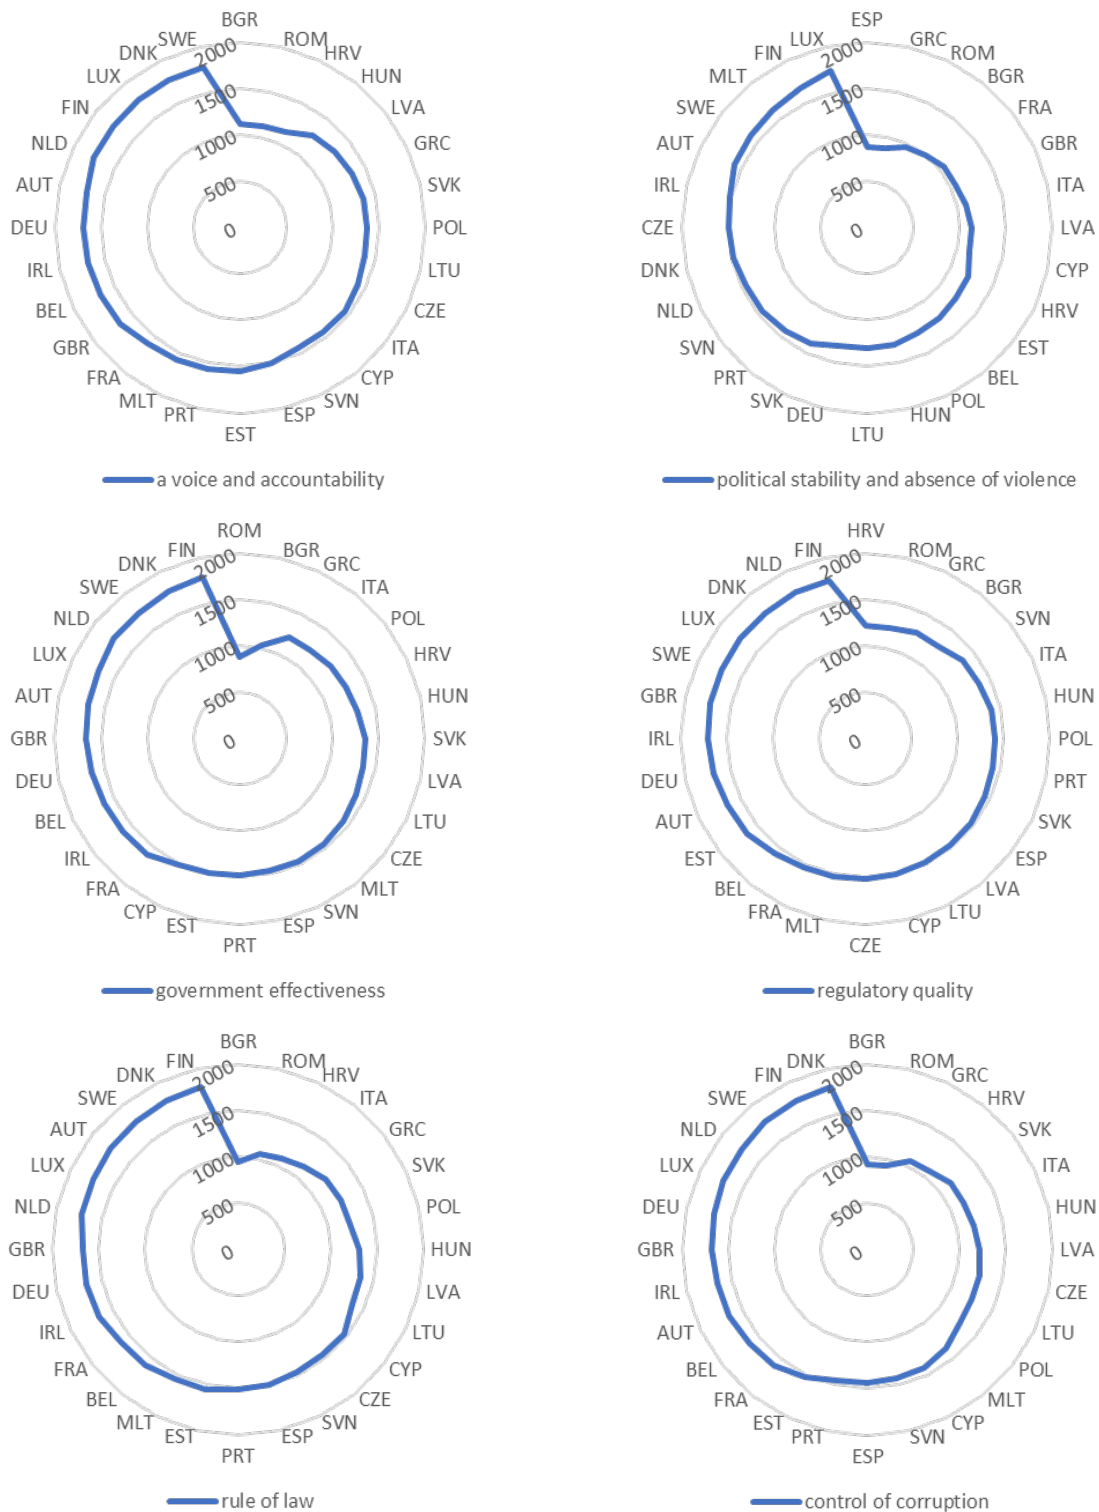 BGR
ROM
HRV
HUN
LVA
GRC
SVK
POL
LTU
CZE
ITA
CYP
SVN
ESP
EST
PRT
MLT
FRA
GBR
BEL
IRL
DEU
AUT
NLD
FIN
LUX
DNK
SWE
2000
1500
1000
500
0
a voice and accountability
ESP
GRC
ROM
BGR
FRA
GBR
ITA
LVA
CYP
HRV
EST
BEL
POL
HUN
LTU
DEU
SVK
PRT
SVN
NLD
DNK
CZE
IRL
AUT
SWE
MLT
FIN
LUX
2000
1500
1000
500
0
political stability and absence of violence
ROM
BGR
GRC
ITA
POL
HRV
HUN
SVK
LVA
LTU
CZE
MLT
SVN
ESP
PRT
EST
CYP
FRA
IRL
BEL
DEU
GBR
AUT
LUX
NLD
SWE
DNK
FIN
2000
1500
1000
500
0
government effectiveness
HRV
ROM
GRC
BGR
SVN
ITA
HUN
POL
PRT
SVK
ESP
LVA
LTU
CYP
CZE
MLT
FRA
BEL
EST
AUT
DEU
IRL
GBR
SWE
LUX
DNK
NLD
FIN
2000
1500
1000
500
0
regulatory quality
BGR
ROM
HRV
ITA
GRC
SVK
POL
HUN
LVA
LTU
CYP
CZE
SVN
ESP
PRT
EST
MLT
BEL
FRA
IRL
DEU
GBR
NLD
LUX
AUT
SWE
DNK
FIN
2000
1500
1000
500
0
rule of law
BGR
ROM
GRC
HRV
SVK
ITA
HUN
LVA
CZE
LTU
POL
MLT
CYP
SVN
ESP
PRT
EST
FRA
BEL
AUT
IRL
GBR
DEU
LUX
NLD
SWE
FIN
DNK
2000
1500
1000
500
0
control of corruption